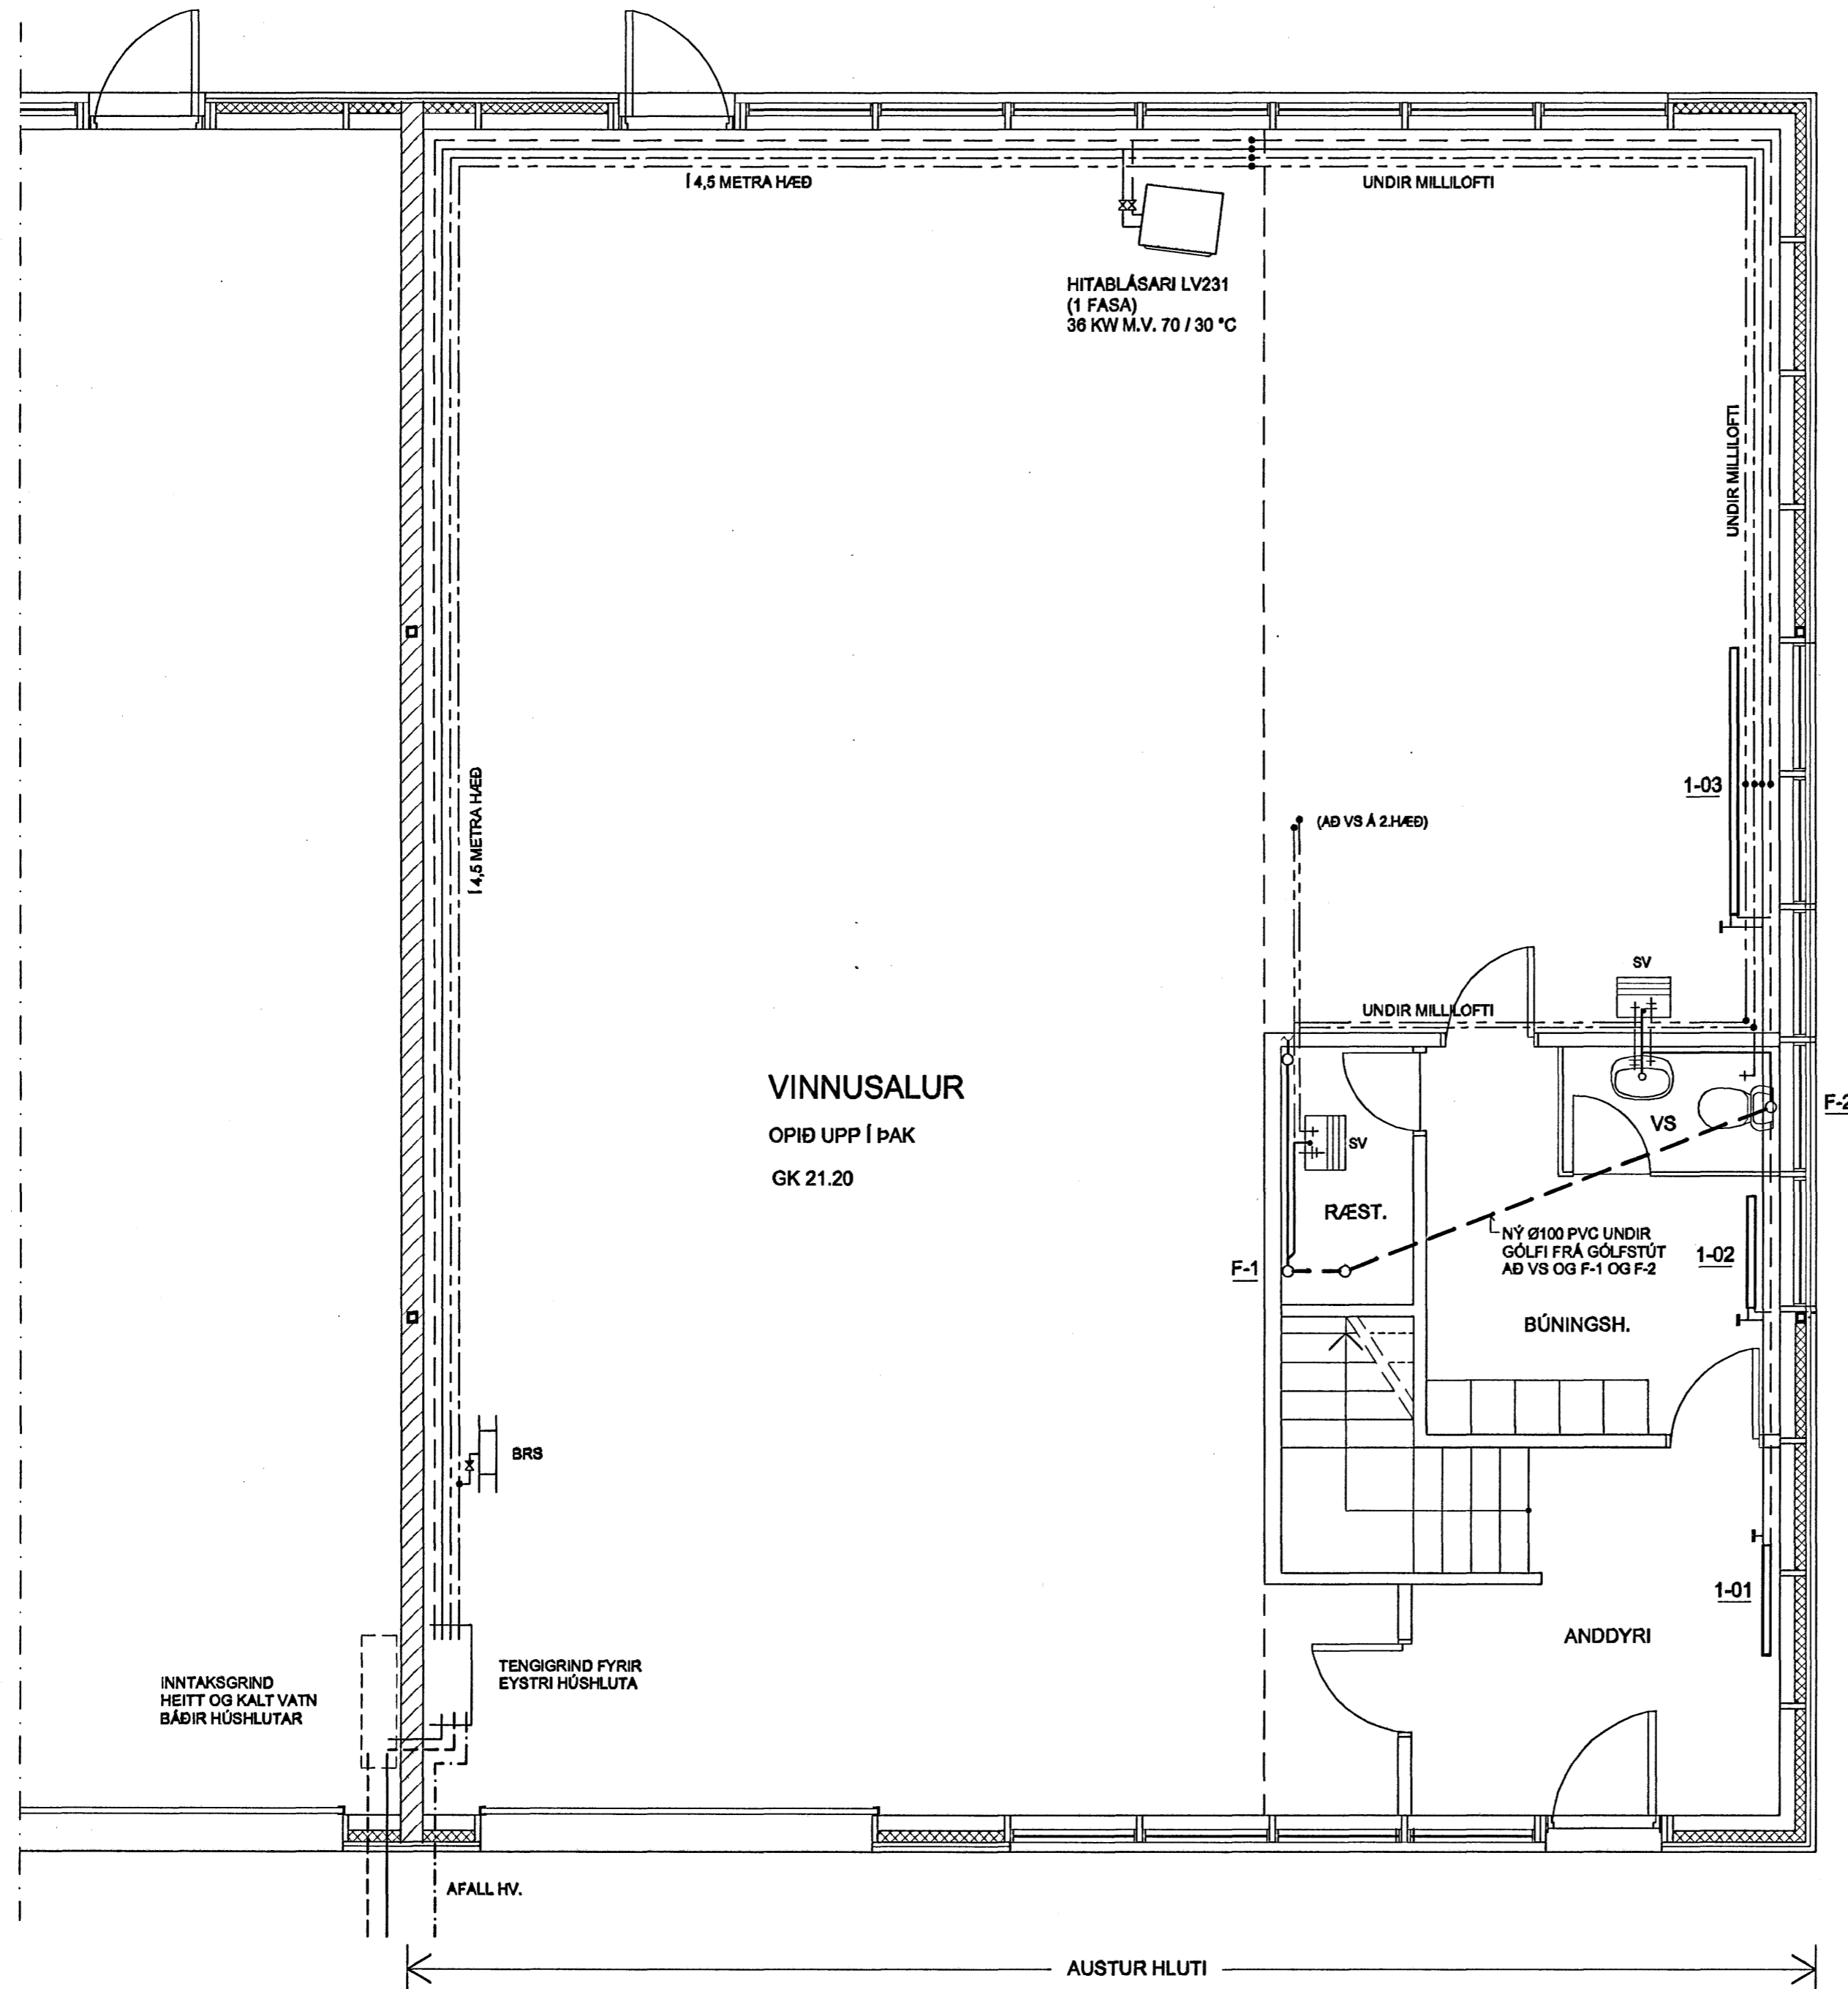 Í 4,5 METRA HÆÐ
UNDIR MILLILOFTI
HITABLÁSARI LV231
(1 FASA)
36 KW M.V. 70 / 30 °C
UNDIR MILLILOFTI
Í 4,5 METRA HÆÐ
1-03
(AÐ VS Á 2.HÆÐ)
SV
UNDIR MILLILOFTI
VINNUSALUR
OPIÐ UPP Í ÞAK
GK 21.20
F-2
VS
SV
RÆST.
NÝ Ø100 PVC UNDIR
GÓLFI FRÁ GÓLFSTÚT
AÐ VS OG F-1 OG F-2
1-02
F-1
BÚNINGSH.
BRS
1-01
ANDDYRI
INNTAKSGRIND
HEITT OG KALT VATN
BÁÐIR HÚSHLUTAR
TENGIGRIND FYRIR
EYSTRI HÚSHLUTA
AFALL HV.
AUSTUR HLUTI